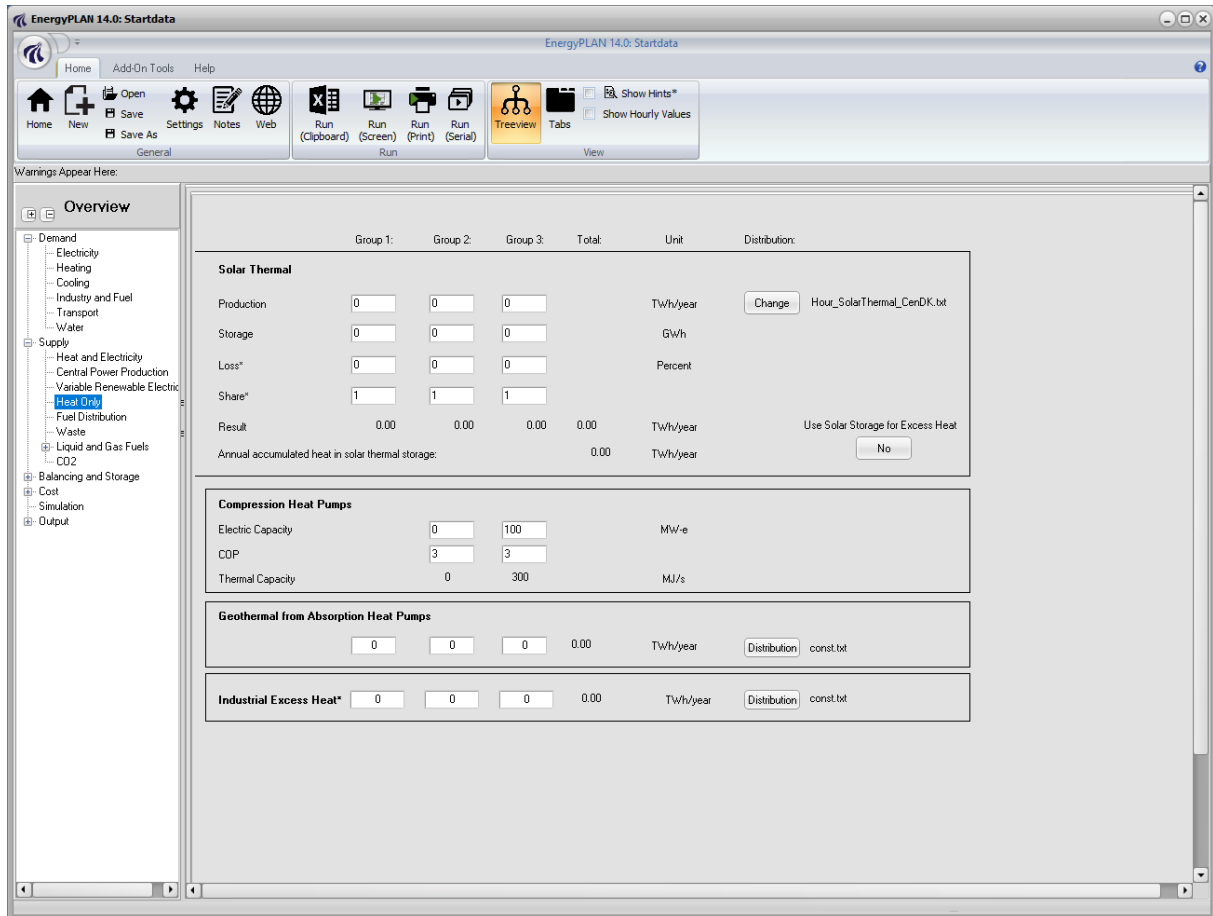 EnergyPLAN 14.0: Startdata
EnergyPLAN 14.0: Startdata
Home Add-On Tools Help
Home New Open Save Save As Settings Notes Web
General
Run (Clipboard) Run (Screen) Run (Print) Run (Serial)
Run
Treeview Tabs Show Hints* Show Hourly Values
View
Warnings Appear Here:
Overview
Demand
Electricity
Heating
Cooling
Industry and Fuel
Transport
Water
Supply
Heat and Electricity
Central Power Production
Variable Renewable Electric
Heat Only
Fuel Distribution
Waste
Liquid and Gas Fuels
CO2
Balancing and Storage
Cost
Simulation
Output
Group 1: Group 2: Group 3: Total: Unit Distribution:
Solar Thermal
Production 0 0 0 TWh/year Change Hour_SolarThermal_CenDK.txt
Storage 0 0 0 GWh
Loss* 0 0 0 Percent
Share* 1 1 1
Result 0.00 0.00 0.00 0.00 TWh/year Use Solar Storage for Excess Heat
Annual accumulated heat in solar thermal storage: 0.00 TWh/year No
Compression Heat Pumps
Electric Capacity 0 100 MW-e
COP 3 3
Thermal Capacity 0 300 MJ/s
Geothermal from Absorption Heat Pumps
0 0 0 0.00 TWh/year Distribution const.txt
Industrial Excess Heat* 0 0 0 0.00 TWh/year Distribution const.txt